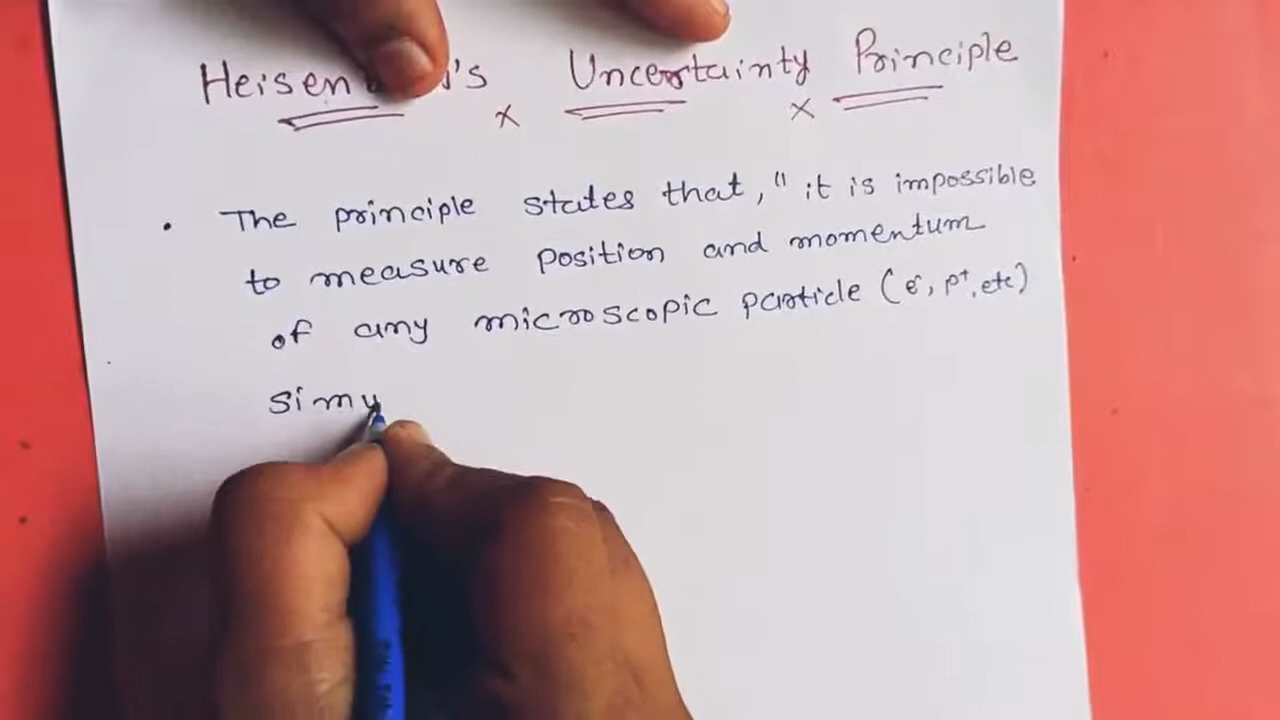 Heisen 's Uncertainty Principle
x x
. The principle states that, " it is impossible
to measure position and momentum
of any microscopic particle (e⁻, p⁺, etc)
simu